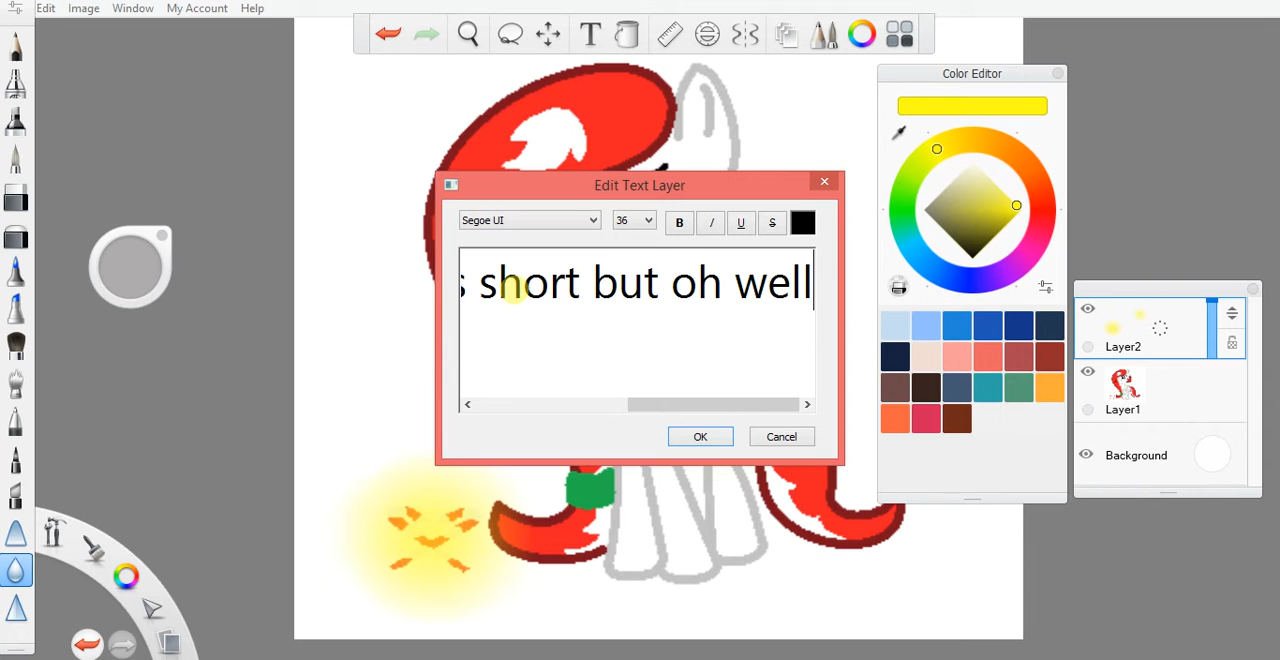 Edit Image Window My Account Help
T
Color Editor
Edit Text Layer
Segoe UI 36 B I U S
s short but oh well
OK Cancel
Layer2
Layer1
Background